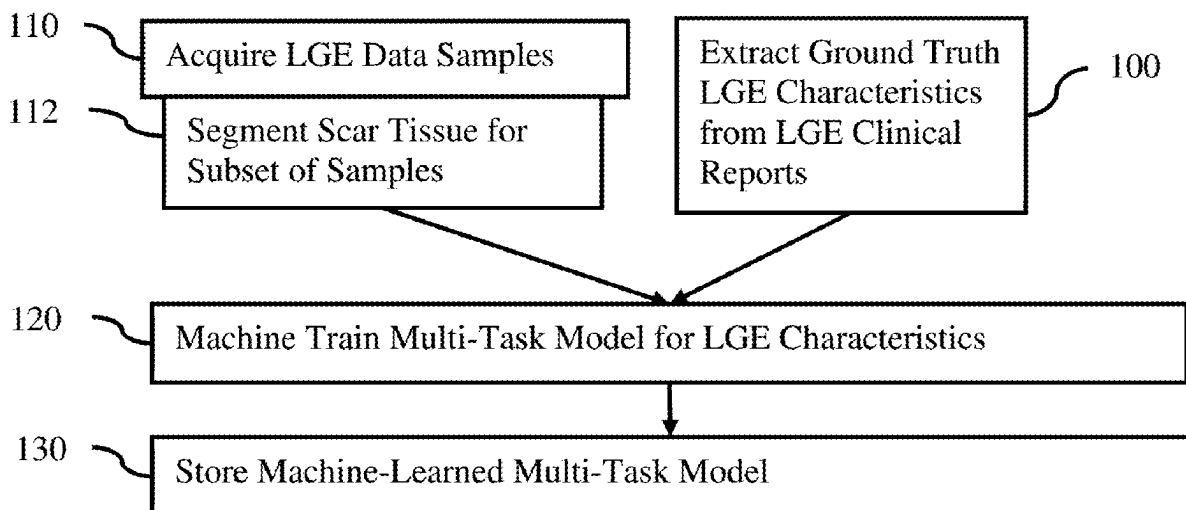 110
Acquire LGE Data Samples
112
Segment Scar Tissue for
Subset of Samples
Extract Ground Truth
LGE Characteristics
from LGE Clinical
Reports
100
120
Machine Train Multi-Task Model for LGE Characteristics
130
Store Machine-Learned Multi-Task Model